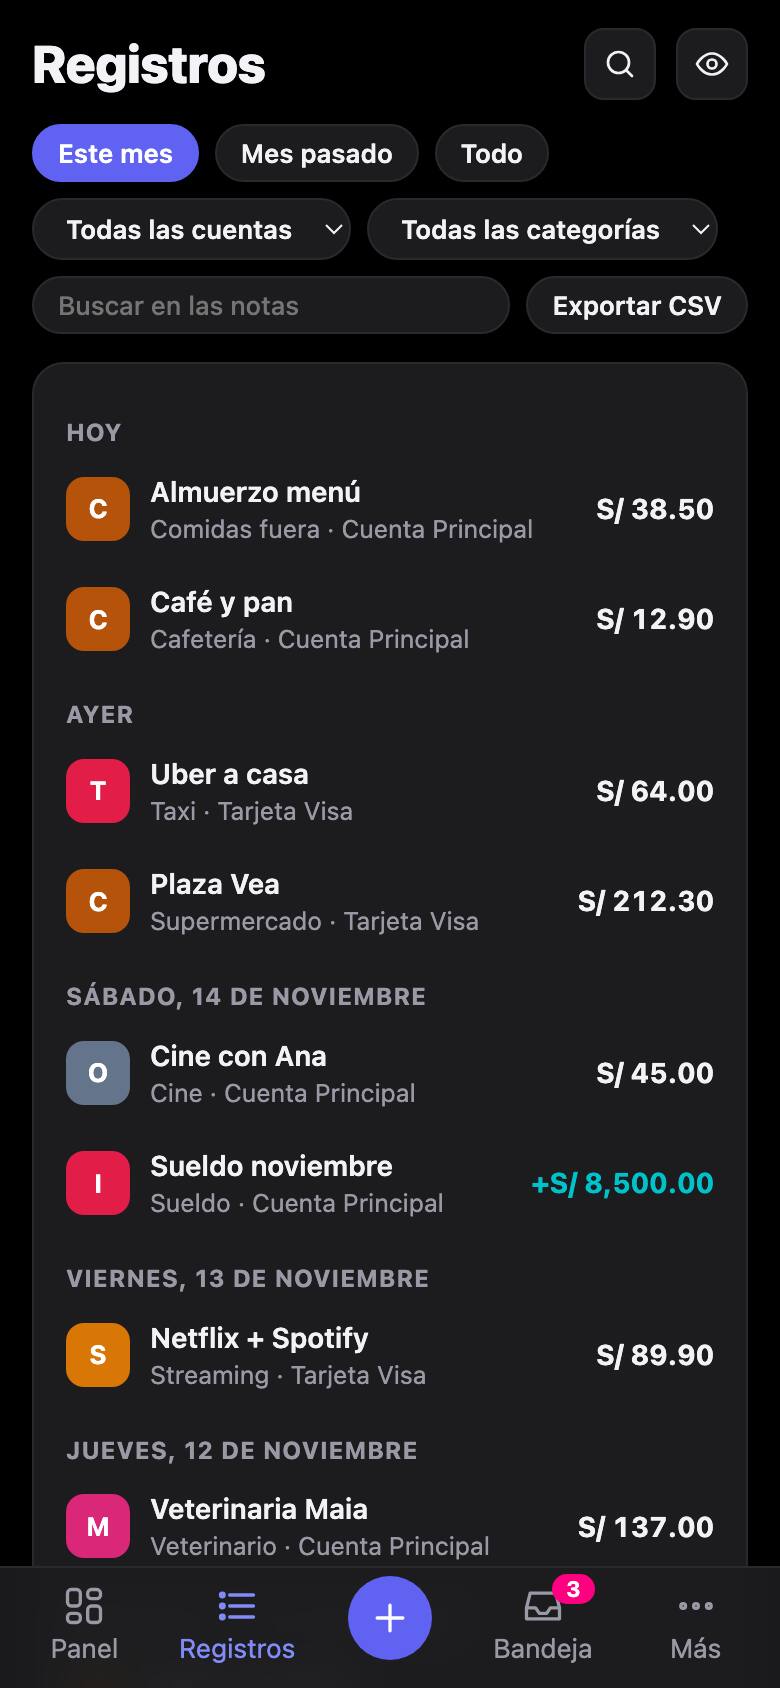 Registros
Este mes
Mes pasado
Todo
Todas las cuentas
Todas las categorías
Buscar en las notas
Exportar CSV
HOY
C
Almuerzo menú
Comidas fuera · Cuenta Principal
S/ 38.50
C
Café y pan
Cafetería · Cuenta Principal
S/ 12.90
AYER
T
Uber a casa
Taxi · Tarjeta Visa
S/ 64.00
C
Plaza Vea
Supermercado · Tarjeta Visa
S/ 212.30
SÁBADO, 14 DE NOVIEMBRE
O
Cine con Ana
Cine · Cuenta Principal
S/ 45.00
I
Sueldo noviembre
Sueldo · Cuenta Principal
+S/ 8,500.00
VIERNES, 13 DE NOVIEMBRE
S
Netflix + Spotify
Streaming · Tarjeta Visa
S/ 89.90
JUEVES, 12 DE NOVIEMBRE
M
Veterinaria Maia
Veterinario · Cuenta Principal
S/ 137.00
Panel
Registros
3
Bandeja
Más